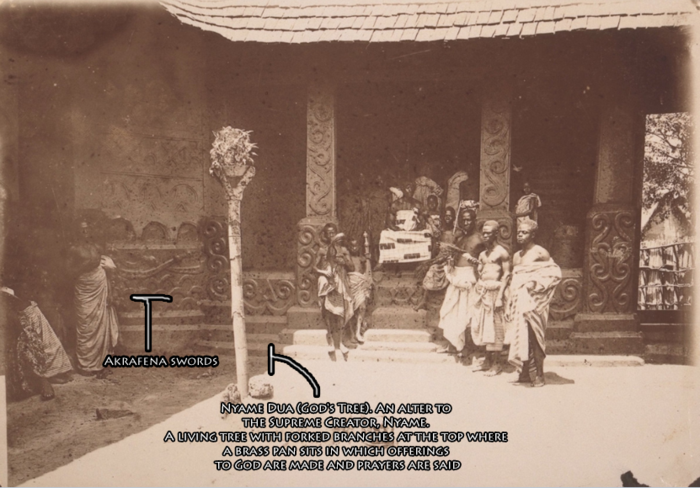 Akrafena swords
Nyame Dua (God's Tree). An alter to
the Supreme Creator, Nyame.
A living tree with forked branches at the top where
a brass pan sits in which offerings
to God are made and prayers are said